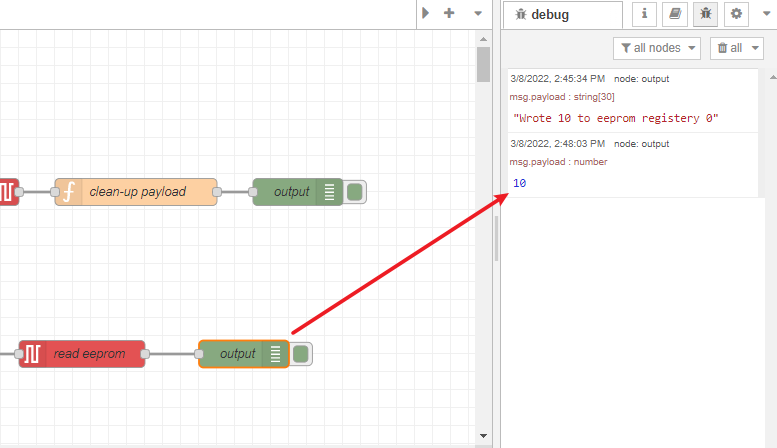 debug
all nodes
all
3/8/2022, 2:45:34 PM node: output
msg.payload : string[30]
"Wrote 10 to eeprom registery 0"
3/8/2022, 2:48:03 PM node: output
msg.payload : number
10
clean-up payload
output
read eeprom
output